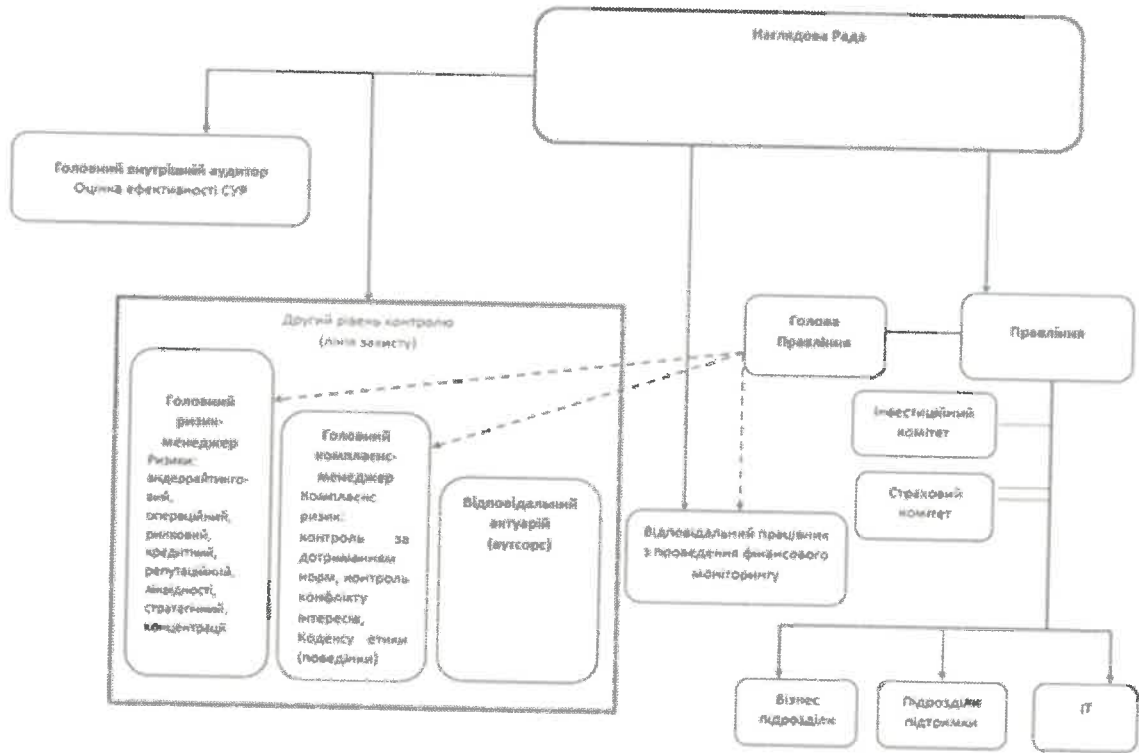 Наглядова Рада
Головний внутрішній аудитор
Оцінка ефективності СУР
Другий рівень контролю
(лінія захисту)
Голова
Правління
Правління
Інвестиційний
комітет
Страховий
комітет
Головний
ризик-
менеджер
Ризики:
андеррайтинго-
вий,
операційний,
ринковий,
кредитний,
репутаційний,
ліквідності,
стратегічний,
концентрації
Головний
комплаєнс-
менеджер
Комплаєнс
ризик:
контроль за
дотриманням
норм, контроль
конфлікту
інтересів,
Кодексу етики
(поведінки)
Відповідальний
актуарій
(аутсорс)
Відповідальний працівник
з проведення фінансового
моніторингу
Бізнес
підрозділи
Підрозділи
підтримки
ІТ